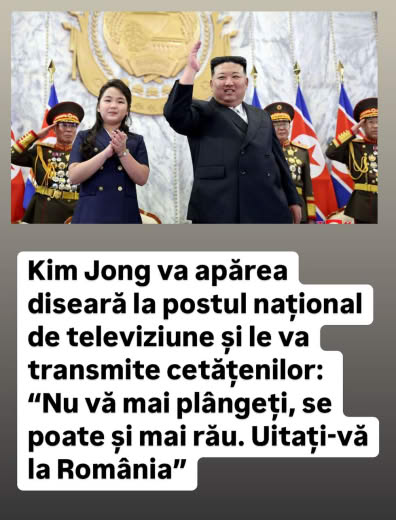 Kim Jong va apărea
diseară la postul național
de televiziune și le va
transmite cetățenilor:
“Nu vă mai plângeți, se
poate și mai rău. Uitați-vă
la România”